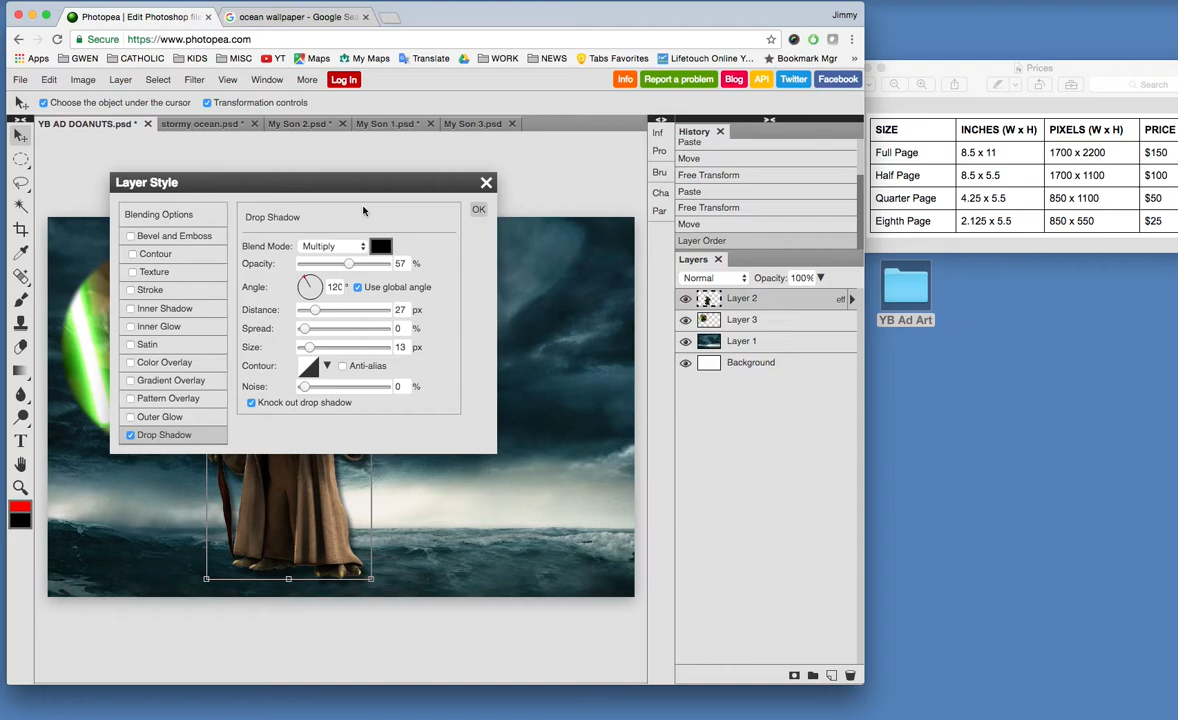 Photopea | Edit Photoshop file
ocean wallpaper - Google Sea
Jimmy
Secure
https://www.photopea.com
Apps
GWEN
CATHOLIC
KIDS
MISC
YT
Maps
My Maps
Translate
WORK
NEWS
Tabs Favorites
Lifetouch Online Y...
Bookmark Mgr
»
File
Edit
Image
Layer
Select
Filter
View
Window
More
Log In
Info
Report a problem
Blog
API
Twitter
Facebook
Choose the object under the cursor
Transformation controls
YB AD DOANUTS.psd *
stormy ocean.psd *
My Son 2.psd *
My Son 1.psd *
My Son 3.psd
Layer Style
Blending Options
Bevel and Emboss
Contour
Texture
Stroke
Inner Shadow
Inner Glow
Satin
Color Overlay
Gradient Overlay
Pattern Overlay
Outer Glow
Drop Shadow
Drop Shadow
OK
Blend Mode: Multiply
Opacity: 57 %
Angle: 120 °
Use global angle
Distance: 27 px
Spread: 0 %
Size: 13 px
Contour:
Anti-alias
Noise: 0 %
Knock out drop shadow
Inf
Pro
Bru
Cha
Par
History
Paste
Move
Free Transform
Paste
Free Transform
Move
Layer Order
Layers
Normal
Opacity: 100%
Layer 2
eff
Layer 3
Layer 1
Background
Prices
Search
SIZE INCHES (W x H) PIXELS (W x H) PRICE
Full Page 8.5 x 11 1700 x 2200 $150
Half Page 8.5 x 5.5 1700 x 1100 $100
Quarter Page 4.25 x 5.5 850 x 1100 $50
Eighth Page 2.125 x 5.5 850 x 550 $25
YB Ad Art